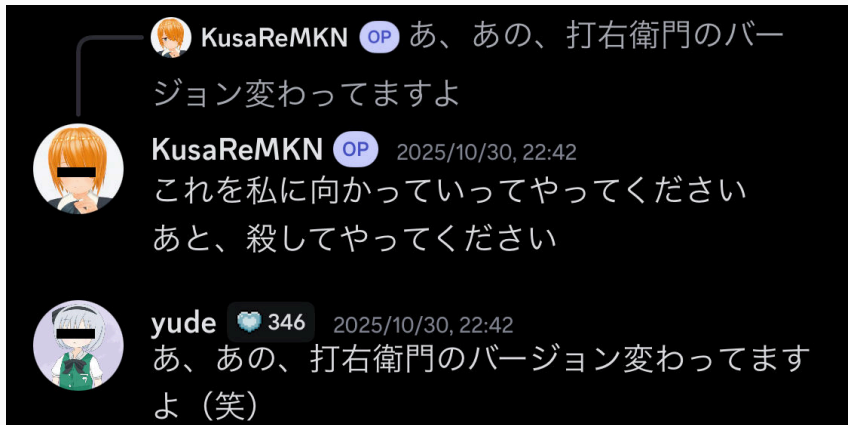 KusaReMKN OP あ、あの、打右衛門のバー
ジョン変わってますよ
KusaReMKN OP 2025/10/30, 22:42
これを私に向かっていってやってください
あと、殺してやってください
yude 346 2025/10/30, 22:42
あ、あの、打右衛門のバージョン変わってます
よ（笑）